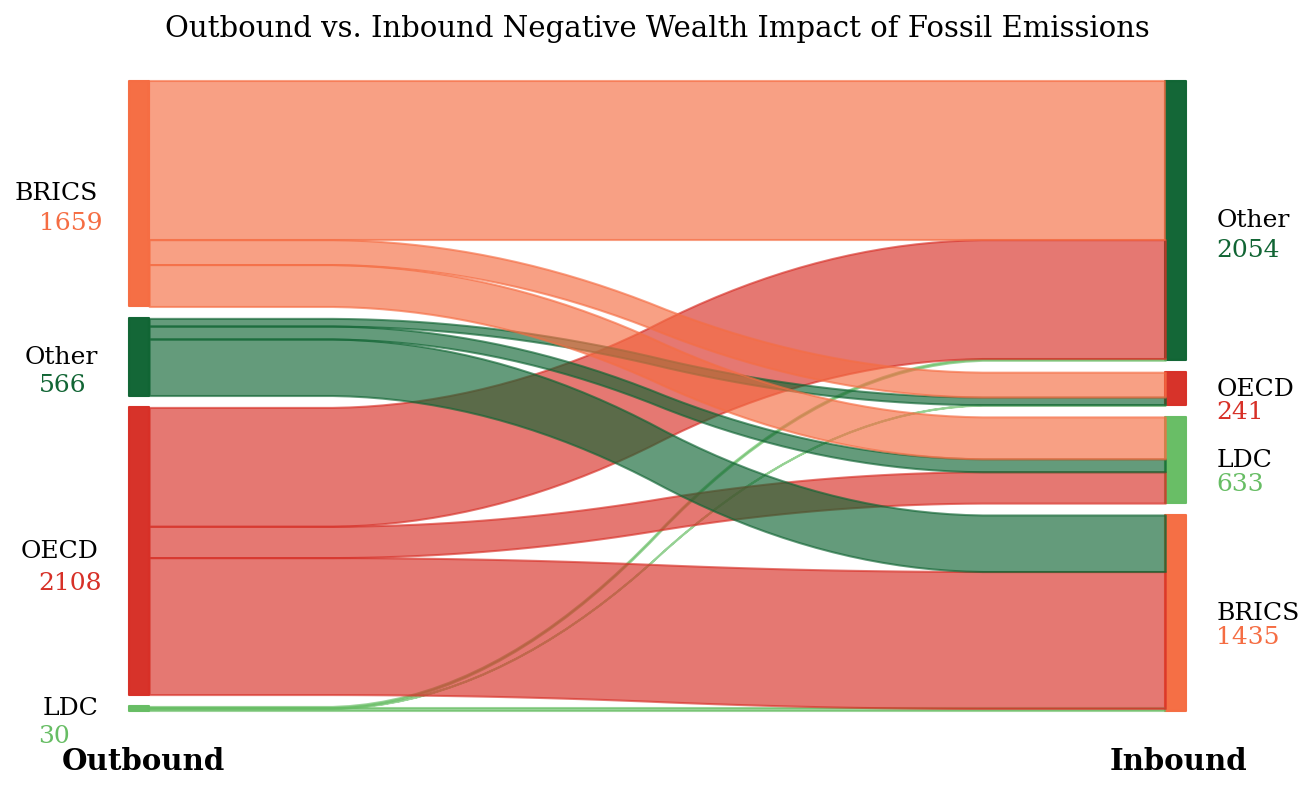 Outbound vs. Inbound Negative Wealth Impact of Fossil Emissions
BRICS
1659
Other
566
OECD
2108
LDC
30
Outbound
Other
2054
OECD
241
LDC
633
BRICS
1435
Inbound